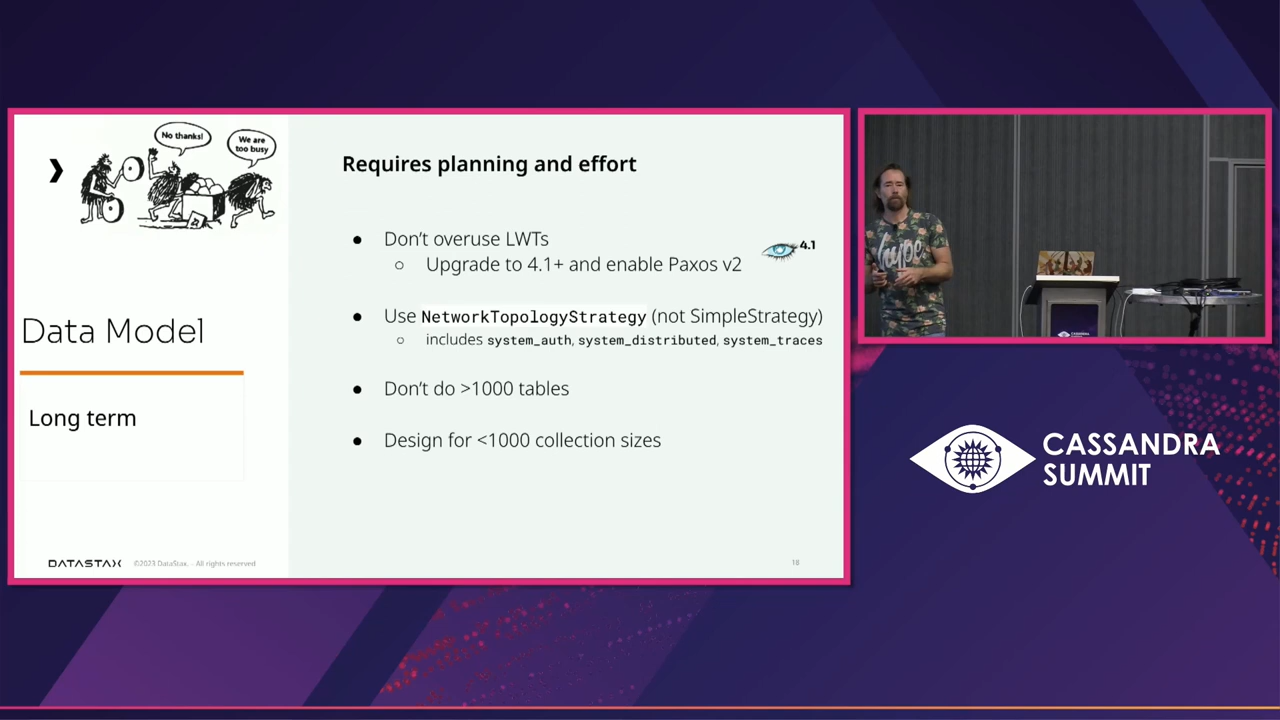 No thanks!
We are
too busy
Data Model
Long term
DATASTAX ©2023 DataStax. - All rights reserved
Requires planning and effort
● Don't overuse LWTs
○ Upgrade to 4.1+ and enable Paxos v2
4.1
● Use NetworkTopologyStrategy (not SimpleStrategy)
○ includes system_auth, system_distributed, system_traces
● Don't do >1000 tables
● Design for <1000 collection sizes
18
hype.
CASSANDRA
SUMMIT